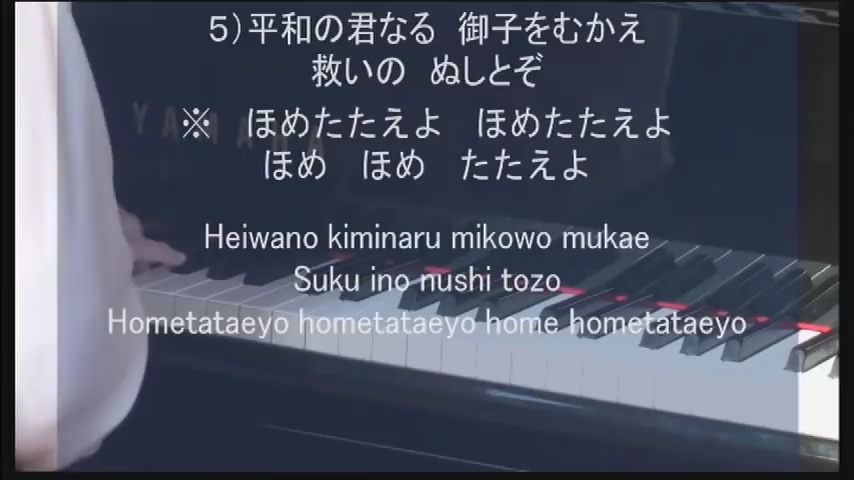 5）平和の君なる　御子をむかえ
救いの　ぬしとぞ
※　ほめたたえよ　ほめたたえよ
ほめ　ほめ　たたえよ
YAMAHA
Heiwano kiminaru mikowo mukae
Suku ino nushi tozo
Hometataeyo hometataeyo home hometataeyo